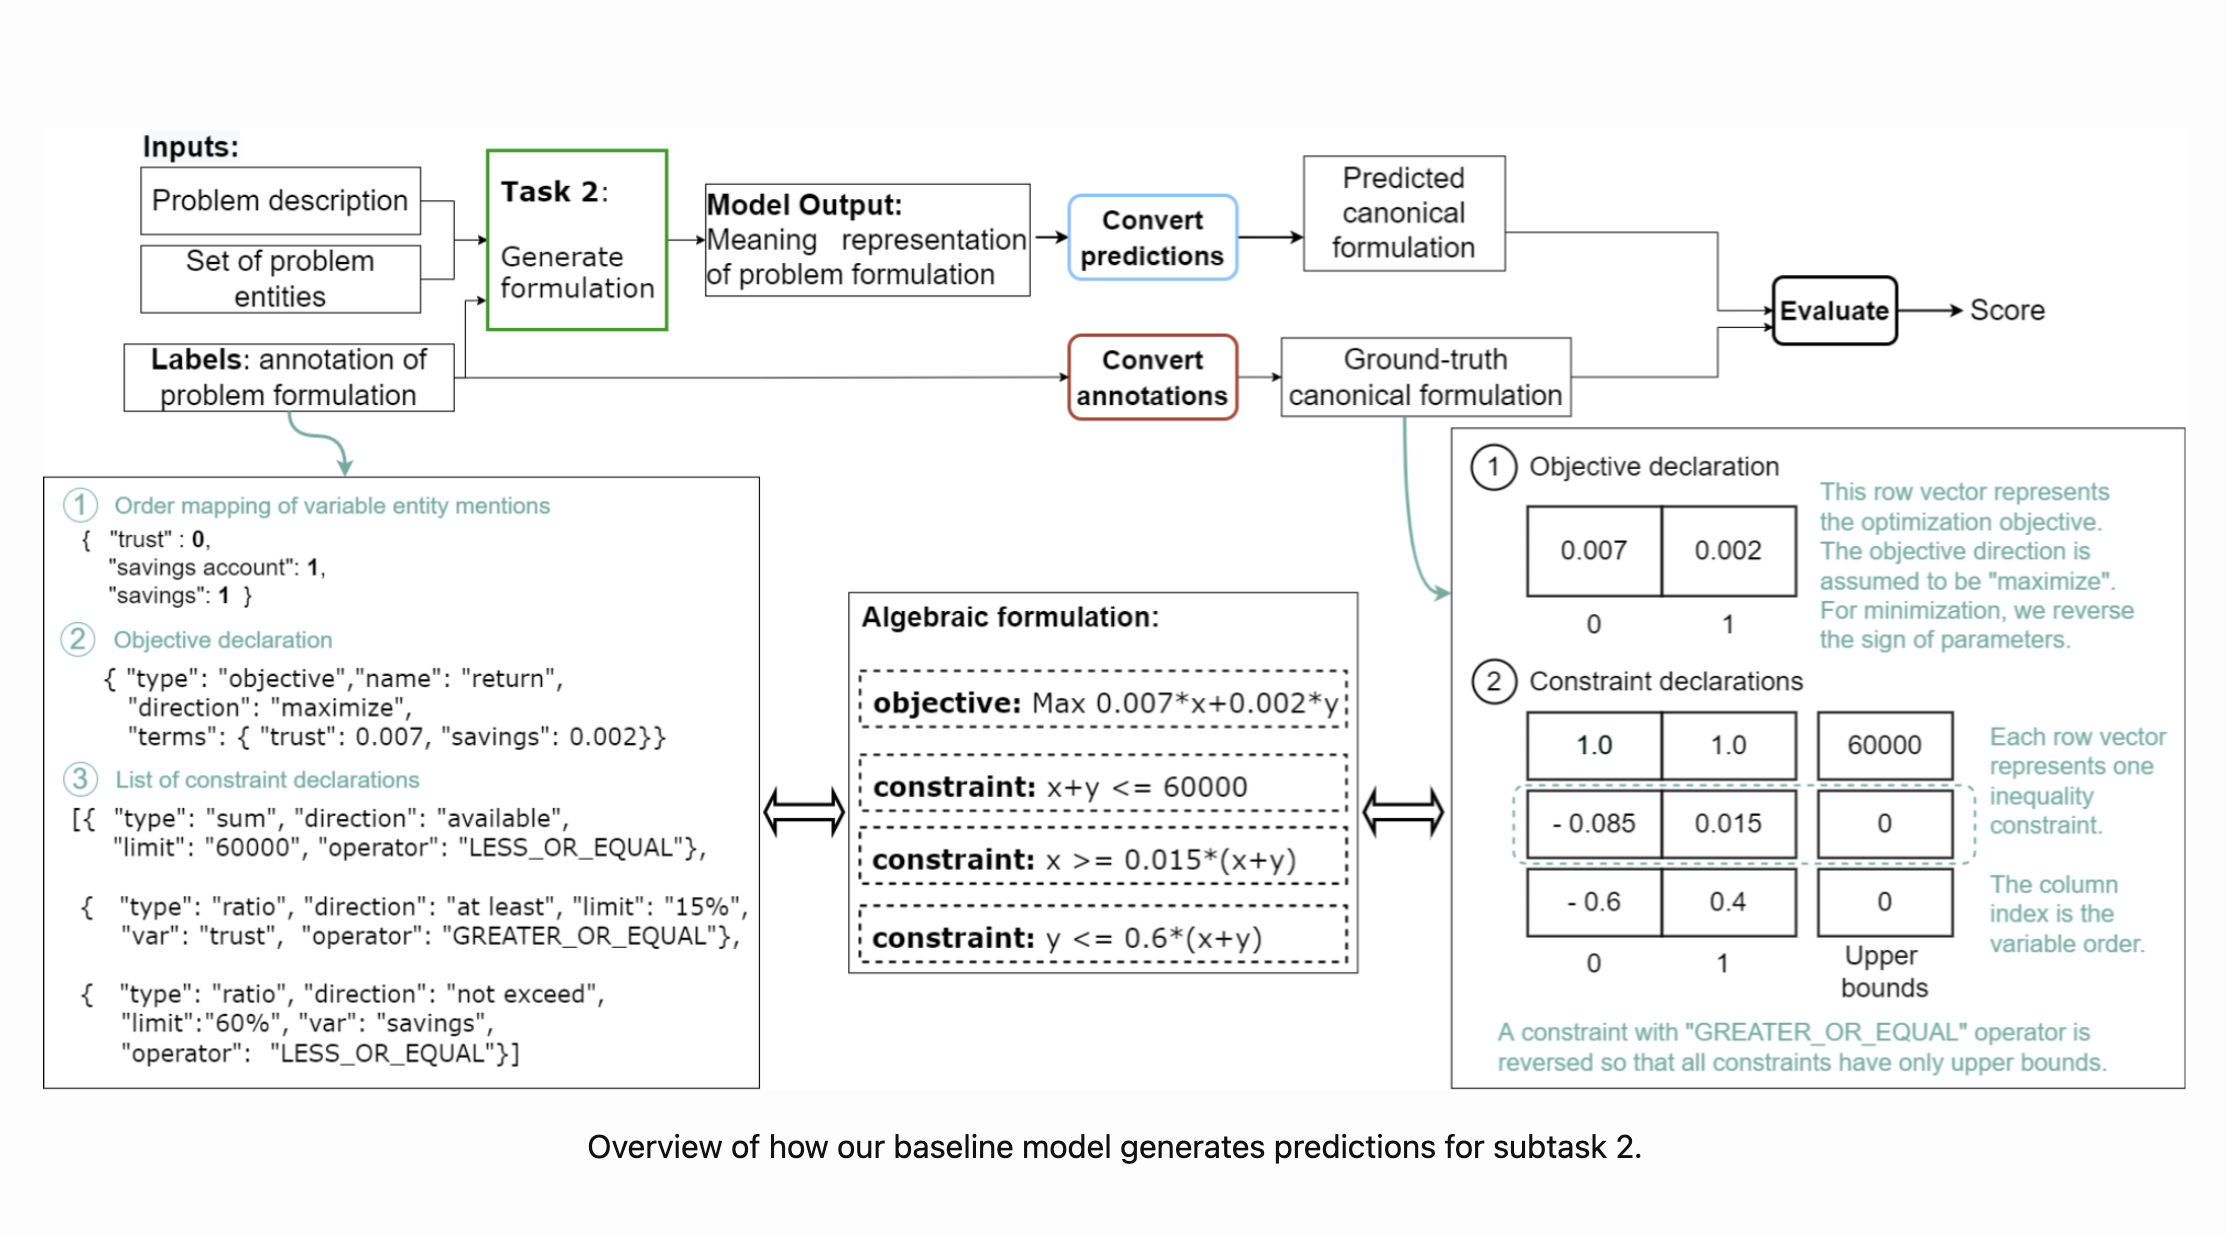 Inputs:
Problem description
Set of problem
entities
Labels: annotation of
problem formulation
Task 2:
Generate
formulation
Model Output:
Meaning representation
of problem formulation
Convert
predictions
Predicted
canonical
formulation
Convert
annotations
Ground-truth
canonical formulation
Evaluate
Score
1 Order mapping of variable entity mentions
{ "trust" : 0,
"savings account": 1,
"savings": 1 }
2 Objective declaration
{ "type": "objective","name": "return",
"direction": "maximize",
"terms": { "trust": 0.007, "savings": 0.002}}
3 List of constraint declarations
[{ "type": "sum", "direction": "available",
"limit": "60000", "operator": "LESS_OR_EQUAL"},
{ "type": "ratio", "direction": "at least", "limit": "15%",
"var": "trust", "operator": "GREATER_OR_EQUAL"},
{ "type": "ratio", "direction": "not exceed",
"limit":"60%", "var": "savings",
"operator": "LESS_OR_EQUAL"}]
Algebraic formulation:
objective: Max 0.007*x+0.002*y
constraint: x+y <= 60000
constraint: x >= 0.015*(x+y)
constraint: y <= 0.6*(x+y)
1 Objective declaration
0.007 0.002
0 1
This row vector represents
the optimization objective.
The objective direction is
assumed to be "maximize".
For minimization, we reverse
the sign of parameters.
2 Constraint declarations
1.0 1.0 60000
- 0.085 0.015 0
- 0.6 0.4 0
0 1 Upper
bounds
Each row vector
represents one
inequality
constraint.
The column
index is the
variable order.
A constraint with "GREATER_OR_EQUAL" operator is
reversed so that all constraints have only upper bounds.
Overview of how our baseline model generates predictions for subtask 2.